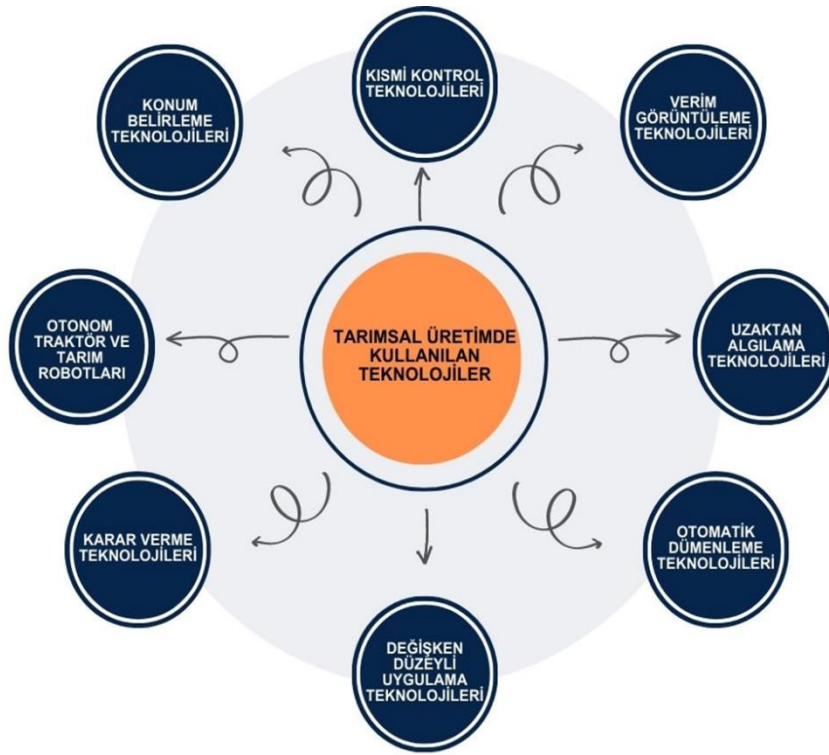 KISMİ KONTROL
TEKNOLOJİLERİ
KONUM
BELİRLEME
TEKNOLOJİLERİ
VERİM
GÖRÜNTÜLEME
TEKNOLOJİLERİ
OTONOM
TRAKTÖR VE
TARIM
ROBOTLARI
TARIMSAL ÜRETİMDE
KULLANILAN
TEKNOLOJİLER
UZAKTAN
ALGILAMA
TEKNOLOJİLERİ
KARAR VERME
TEKNOLOJİLERİ
OTOMATİK
DÜMENLEME
TEKNOLOJİLERİ
DEĞİŞKEN
DÜZEYLİ
UYGULAMA
TEKNOLOJİLERİ